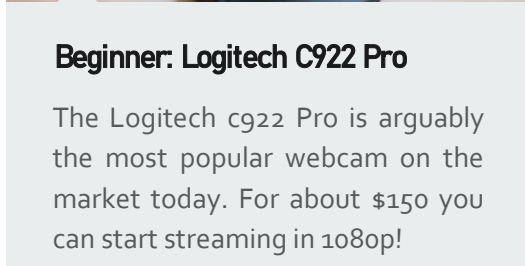 Beginner: Logitech C922 Pro
The Logitech c922 Pro is arguably
the most popular webcam on the
market today. For about $150 you
can start streaming in 1080p!